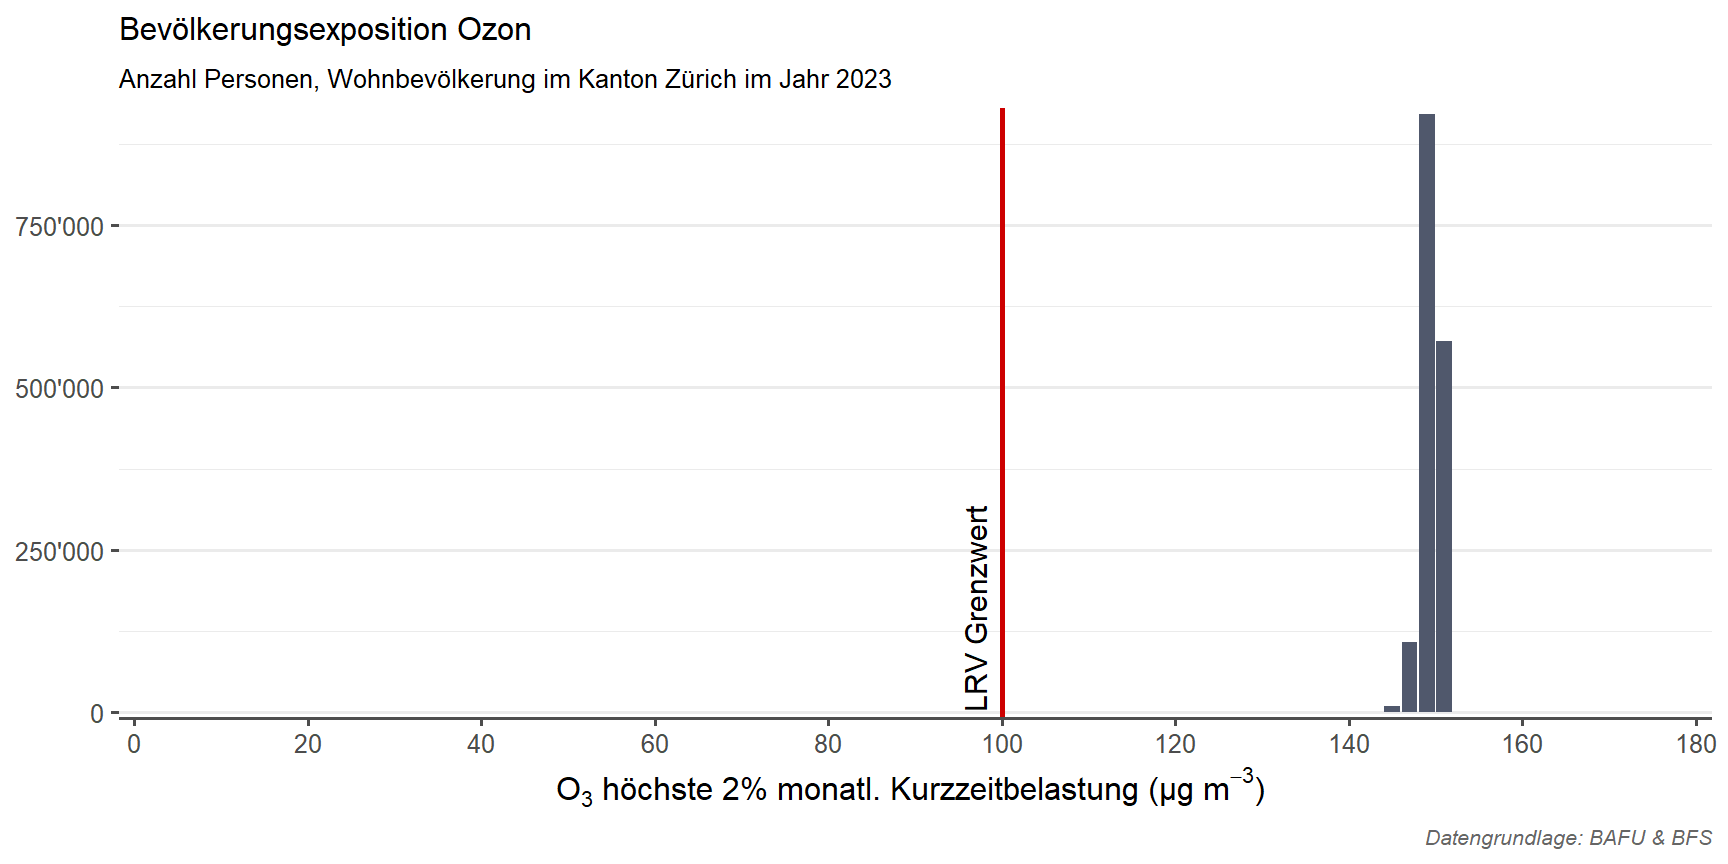 Bevölkerungsexposition Ozon
Anzahl Personen, Wohnbevölkerung im Kanton Zürich im Jahr 2023
750'000
500'000
250'000
0
LRV Grenzwert
0 20 40 60 80 100 120 140 160 180
O₃ höchste 2% monatl. Kurzzeitbelastung (µg m⁻³)
Datengrundlage: BAFU & BFS